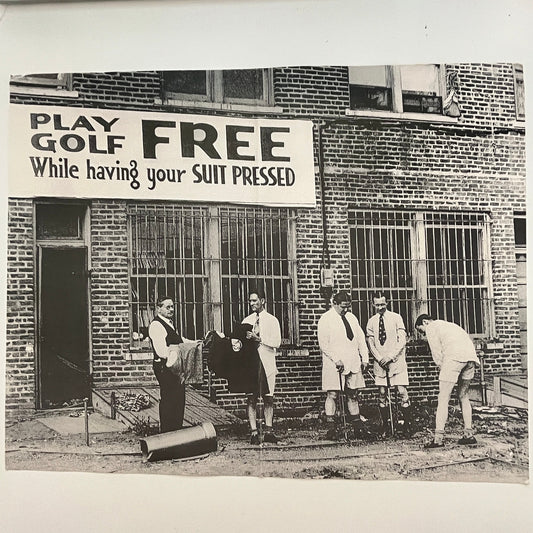 PLAY GOLF FREE
While having your SUIT PRESSED